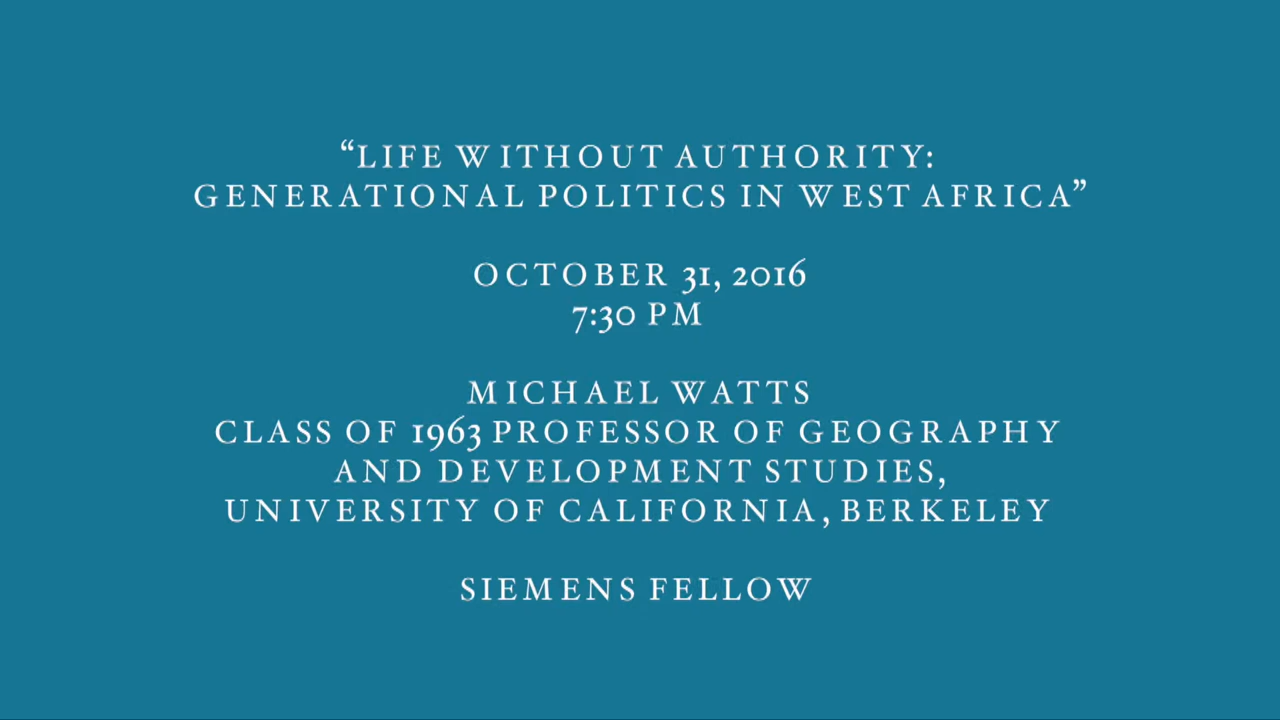 “LIFE WITHOUT AUTHORITY:
GENERATIONAL POLITICS IN WEST AFRICA”
OCTOBER 31, 2016
7:30 PM
MICHAEL WATTS
CLASS OF 1963 PROFESSOR OF GEOGRAPHY
AND DEVELOPMENT STUDIES,
UNIVERSITY OF CALIFORNIA, BERKELEY
SIEMENS FELLOW